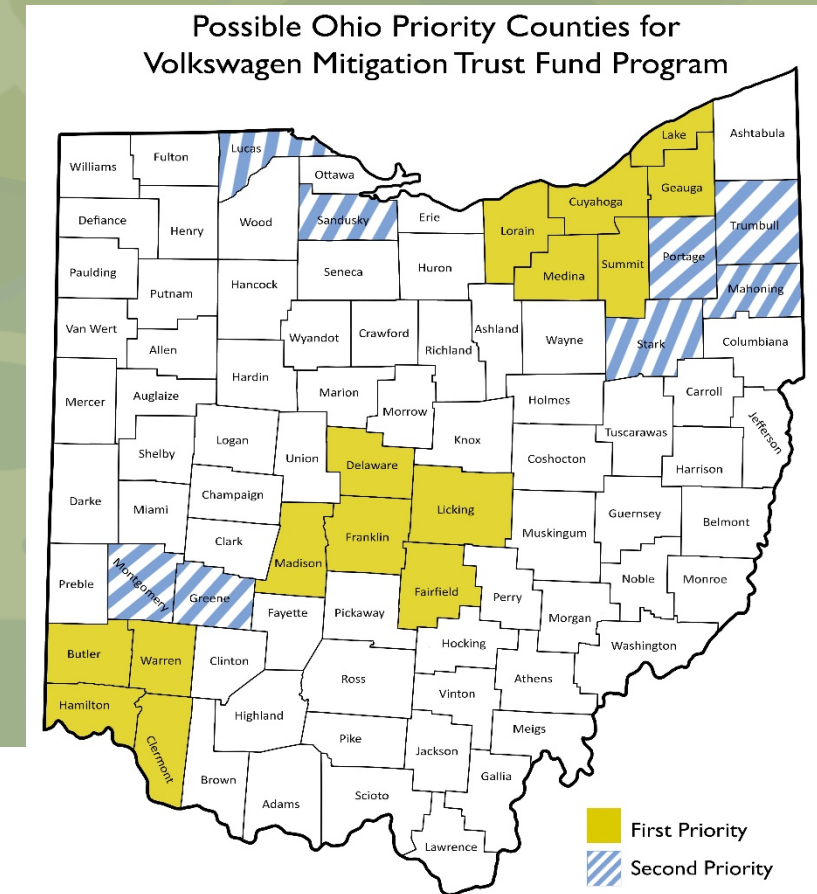 Possible Ohio Priority Counties for
Volkswagen Mitigation Trust Fund Program
Williams
Fulton
Lucas
Ottawa
Lake
Ashtabula
Geauga
Cuyahoga
Defiance
Henry
Wood
Sandusky
Erie
Lorain
Medina
Summit
Portage
Trumbull
Mahoning
Paulding
Putnam
Hancock
Seneca
Huron
Van Wert
Allen
Wyandot
Crawford
Richland
Ashland
Wayne
Stark
Columbiana
Mercer
Auglaize
Hardin
Marion
Morrow
Holmes
Carroll
Jefferson
Tuscarawas
Harrison
Shelby
Logan
Union
Delaware
Knox
Coshocton
Darke
Miami
Champaign
Clark
Madison
Franklin
Licking
Muskingum
Guernsey
Belmont
Preble
Montgomery
Greene
Fayette
Pickaway
Fairfield
Perry
Morgan
Noble
Monroe
Washington
Butler
Warren
Clinton
Ross
Hocking
Athens
Vinton
Hamilton
Clermont
Highland
Pike
Jackson
Meigs
Gallia
Brown
Adams
Scioto
Lawrence
First Priority
Second Priority